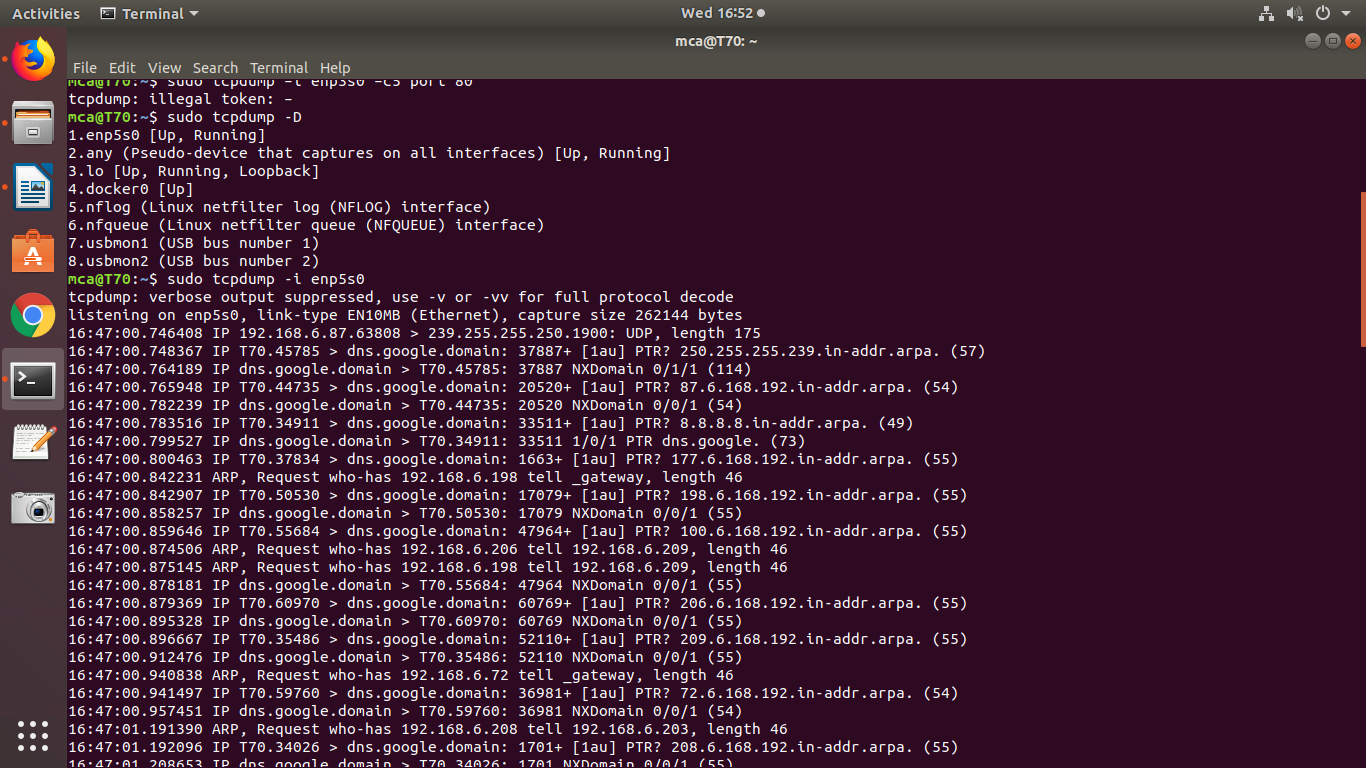 Activities Terminal Wed 16:52
mca@T70: ~
File Edit View Search Terminal Help
mca@T70:~$ sudo tcpdump –i enp3s0 –c5 port 80
tcpdump: illegal token: –
mca@T70:~$ sudo tcpdump -D
1.enp5s0 [Up, Running]
2.any (Pseudo-device that captures on all interfaces) [Up, Running]
3.lo [Up, Running, Loopback]
4.docker0 [Up]
5.nflog (Linux netfilter log (NFLOG) interface)
6.nfqueue (Linux netfilter queue (NFQUEUE) interface)
7.usbmon1 (USB bus number 1)
8.usbmon2 (USB bus number 2)
mca@T70:~$ sudo tcpdump -i enp5s0
tcpdump: verbose output suppressed, use -v or -vv for full protocol decode
listening on enp5s0, link-type EN10MB (Ethernet), capture size 262144 bytes
16:47:00.746408 IP 192.168.6.87.63808 > 239.255.255.250.1900: UDP, length 175
16:47:00.748367 IP T70.45785 > dns.google.domain: 37887+ [1au] PTR? 250.255.255.239.in-addr.arpa. (57)
16:47:00.764189 IP dns.google.domain > T70.45785: 37887 NXDomain 0/1/1 (114)
16:47:00.765948 IP T70.44735 > dns.google.domain: 20520+ [1au] PTR? 87.6.168.192.in-addr.arpa. (54)
16:47:00.782239 IP dns.google.domain > T70.44735: 20520 NXDomain 0/0/1 (54)
16:47:00.783516 IP T70.34911 > dns.google.domain: 33511+ [1au] PTR? 8.8.8.8.in-addr.arpa. (49)
16:47:00.799527 IP dns.google.domain > T70.34911: 33511 1/0/1 PTR dns.google. (73)
16:47:00.800463 IP T70.37834 > dns.google.domain: 1663+ [1au] PTR? 177.6.168.192.in-addr.arpa. (55)
16:47:00.842231 ARP, Request who-has 192.168.6.198 tell _gateway, length 46
16:47:00.842907 IP T70.50530 > dns.google.domain: 17079+ [1au] PTR? 198.6.168.192.in-addr.arpa. (55)
16:47:00.858257 IP dns.google.domain > T70.50530: 17079 NXDomain 0/0/1 (55)
16:47:00.859646 IP T70.55684 > dns.google.domain: 47964+ [1au] PTR? 100.6.168.192.in-addr.arpa. (55)
16:47:00.874506 ARP, Request who-has 192.168.6.206 tell 192.168.6.209, length 46
16:47:00.875145 ARP, Request who-has 192.168.6.198 tell 192.168.6.209, length 46
16:47:00.878181 IP dns.google.domain > T70.55684: 47964 NXDomain 0/0/1 (55)
16:47:00.879369 IP T70.60970 > dns.google.domain: 60769+ [1au] PTR? 206.6.168.192.in-addr.arpa. (55)
16:47:00.895328 IP dns.google.domain > T70.60970: 60769 NXDomain 0/0/1 (55)
16:47:00.896667 IP T70.35486 > dns.google.domain: 52110+ [1au] PTR? 209.6.168.192.in-addr.arpa. (55)
16:47:00.912476 IP dns.google.domain > T70.35486: 52110 NXDomain 0/0/1 (55)
16:47:00.940838 ARP, Request who-has 192.168.6.72 tell _gateway, length 46
16:47:00.941497 IP T70.59760 > dns.google.domain: 36981+ [1au] PTR? 72.6.168.192.in-addr.arpa. (54)
16:47:00.957451 IP dns.google.domain > T70.59760: 36981 NXDomain 0/0/1 (54)
16:47:01.191390 ARP, Request who-has 192.168.6.208 tell 192.168.6.203, length 46
16:47:01.192096 IP T70.34026 > dns.google.domain: 1701+ [1au] PTR? 208.6.168.192.in-addr.arpa. (55)
16:47:01.208653 IP dns.google.domain > T70.34026: 1701 NXDomain 0/0/1 (55)